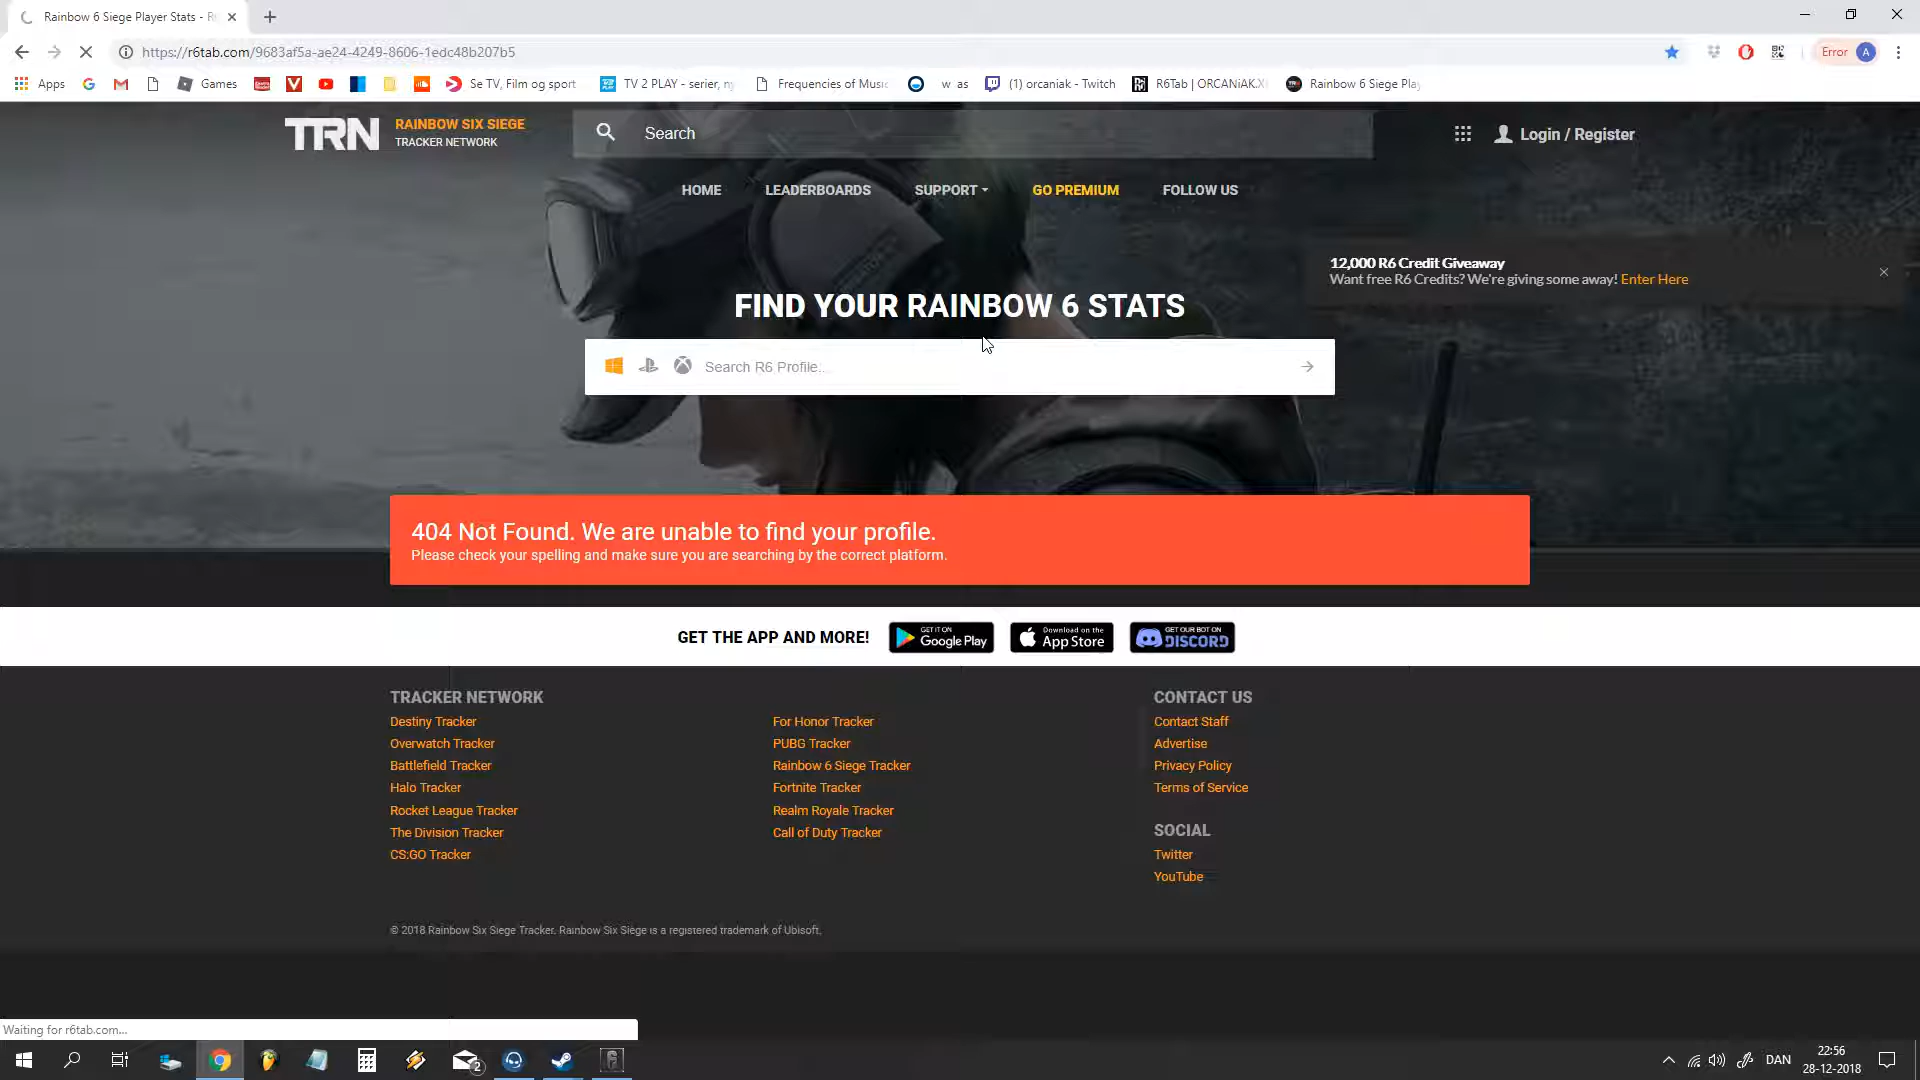 Rainbow 6 Siege Player Stats - R
https://r6tab.com/9683af5a-ae24-4249-8606-1edc48b207b5
Error A
Apps
Games
Se TV, Film og sport
TV 2 PLAY - serier, ny
Frequencies of Music
w as
(1) orcaniak - Twitch
R6Tab | ORCANiAK.X
Rainbow 6 Siege Play
TRN
RAINBOW SIX SIEGE
TRACKER NETWORK
Search
Login / Register
HOME
LEADERBOARDS
SUPPORT
GO PREMIUM
FOLLOW US
12,000 R6 Credit Giveaway
Want free R6 Credits? We're giving some away! Enter Here
FIND YOUR RAINBOW 6 STATS
Search R6 Profile...
404 Not Found. We are unable to find your profile.
Please check your spelling and make sure you are searching by the correct platform.
GET THE APP AND MORE!
GET IT ON
Google Play
Download on the
App Store
GET OUR BOT ON
DISCORD
TRACKER NETWORK
Destiny Tracker
Overwatch Tracker
Battlefield Tracker
Halo Tracker
Rocket League Tracker
The Division Tracker
CS:GO Tracker
For Honor Tracker
PUBG Tracker
Rainbow 6 Siege Tracker
Fortnite Tracker
Realm Royale Tracker
Call of Duty Tracker
CONTACT US
Contact Staff
Advertise
Privacy Policy
Terms of Service
SOCIAL
Twitter
YouTube
© 2018 Rainbow Six Siege Tracker. Rainbow Six Siege is a registered trademark of Ubisoft.
Waiting for r6tab.com...
2
DAN
22:56
28-12-2018